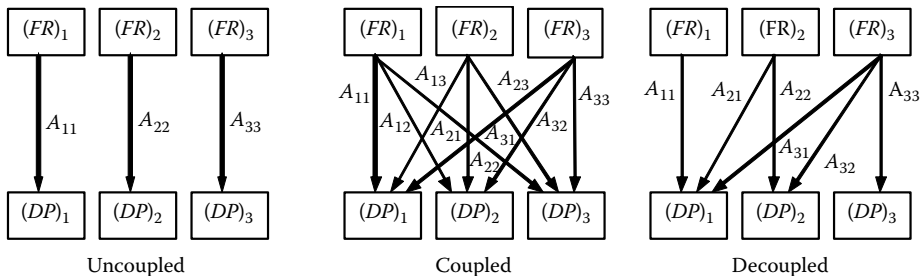 (FR)1 (FR)2 (FR)3 (FR)1 (FR)2 (FR)3 (FR)1 (FR)2 (FR)3
A13 A23 A33 A11 A21 A22 A33
A11 A12 A21 A31 A32
A11 A22 A33
A22 A31 A32
(DP)1 (DP)2 (DP)3 (DP)1 (DP)2 (DP)3 (DP)1 (DP)2 (DP)3
Uncoupled Coupled Decoupled